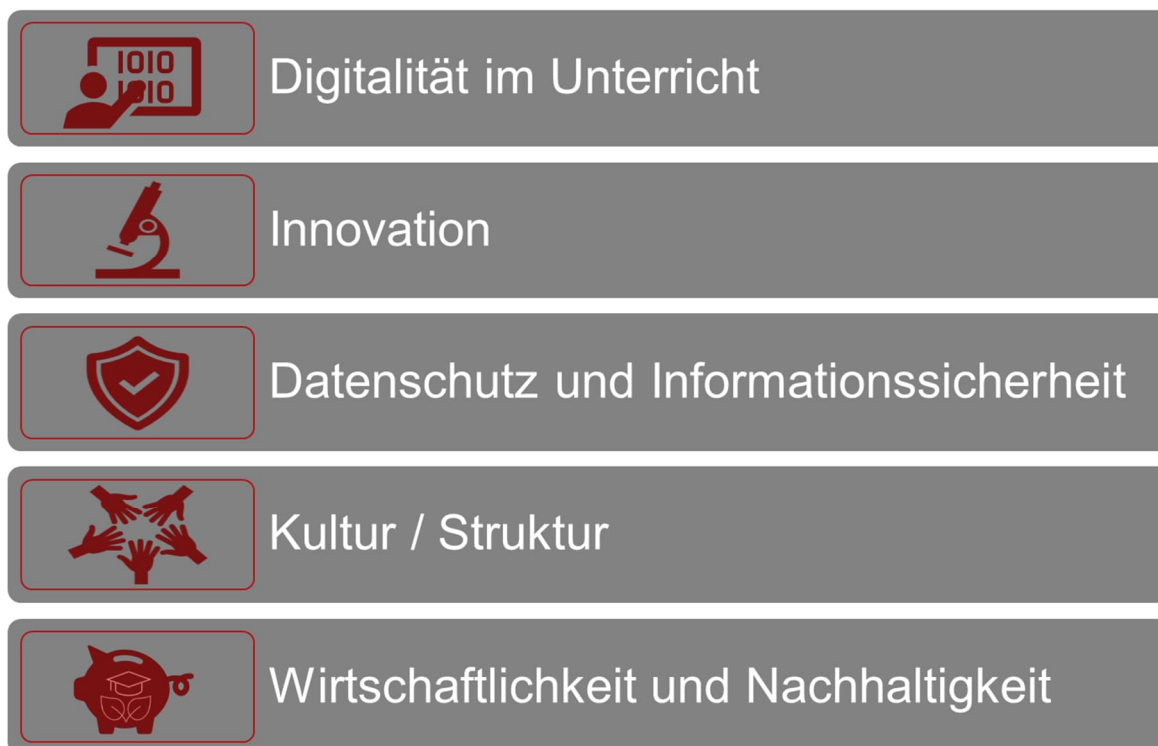 1010
1010
Digitalität im Unterricht
Innovation
Datenschutz und Informationssicherheit
Kultur / Struktur
Wirtschaftlichkeit und Nachhaltigkeit